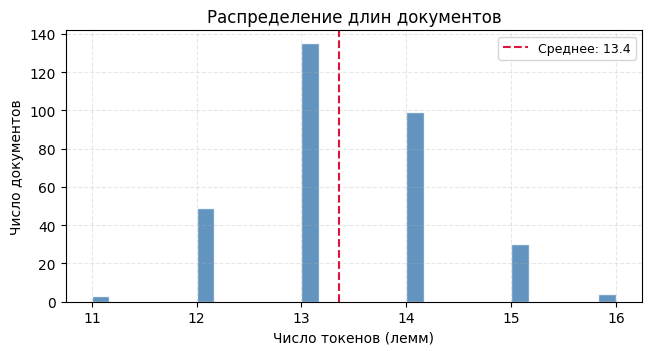 Распределение длин документов
Среднее: 13.4
Число документов
140
120
100
80
60
40
20
0
11 12 13 14 15 16
Число токенов (лемм)